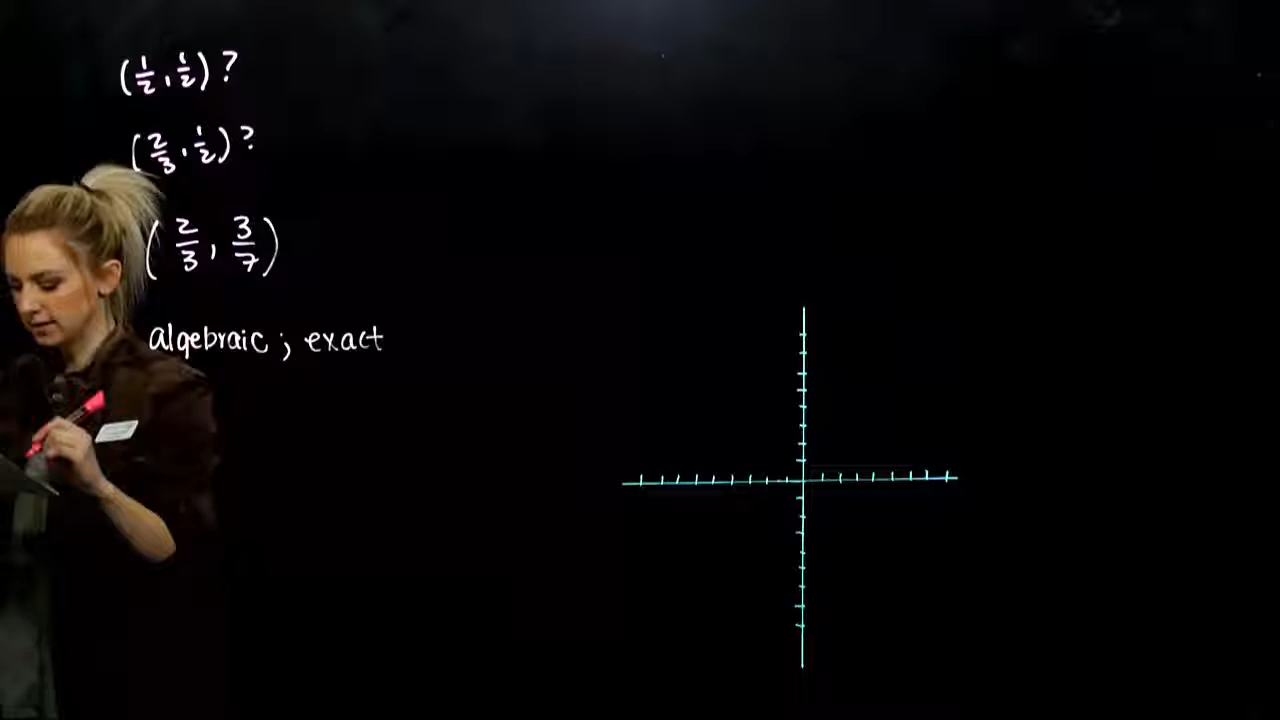 (1/2, 1/2)?
(2/3, 1/2)?
(2/3, 3/7)
algebraic; exact